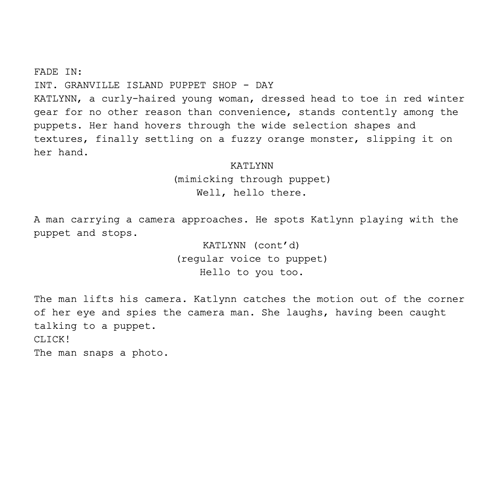 FADE IN:
INT. GRANVILLE ISLAND PUPPET SHOP - DAY
KATLYNN, a curly-haired young woman, dressed head to toe in red winter
gear for no other reason than convenience, stands contently among the
puppets. Her hand hovers through the wide selection shapes and
textures, finally settling on a fuzzy orange monster, slipping it on
her hand.
KATLYNN
(mimicking through puppet)
Well, hello there.
A man carrying a camera approaches. He spots Katlynn playing with the
puppet and stops.
KATLYNN (cont’d)
(regular voice to puppet)
Hello to you too.
The man lifts his camera. Katlynn catches the motion out of the corner
of her eye and spies the camera man. She laughs, having been caught
talking to a puppet.
CLICK!
The man snaps a photo.